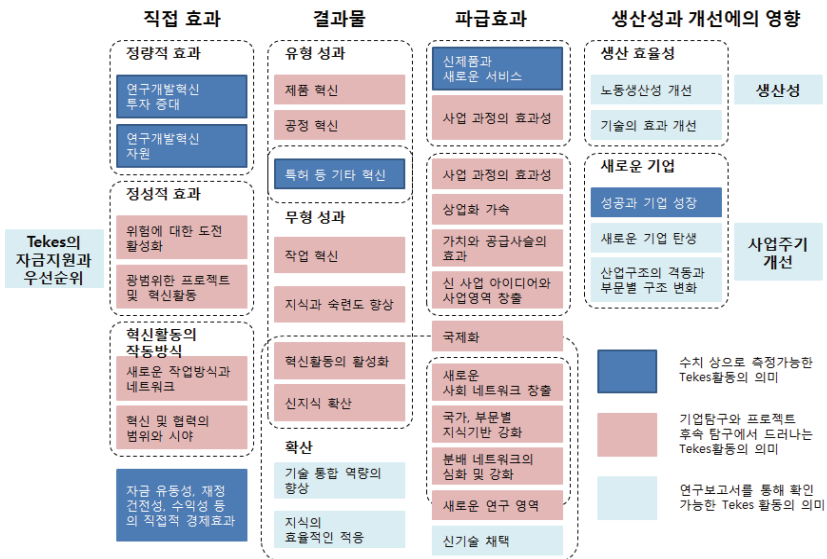 직접 효과
결과물
파급효과
생산성과 개선에의 영향
Tekes의
자금지원과
우선순위
정량적 효과
연구개발혁신
투자 증대
연구개발혁신
자원
정성적 효과
위험에 대한 도전
활성화
광범위한 프로젝트
및 혁신활동
혁신활동의
작동방식
새로운 작업방식과
네트워크
혁신 및 협력의
범위와 시야
자금 유동성, 재정
건전성, 수익성 등
의 직접적 경제효과
유형 성과
제품 혁신
공정 혁신
특허 등 기타 혁신
무형 성과
작업 혁신
지식과 숙련도 향상
혁신활동의 활성화
신지식 확산
확산
기술 통합 역량의
향상
지식의
효율적인 적응
신제품과
새로운 서비스
사업 과정의 효과성
사업 과정의 효과성
상업화 가속
가치와 공급사슬의
효과
신 사업 아이디어와
사업영역 창출
국제화
새로운
사회 네트워크 창출
국가, 부문별
지식기반 강화
분배 네트워크의
심화 및 강화
새로운 연구 영역
신기술 채택
생산 효율성
노동생산성 개선
기술의 효과 개선
생산성
새로운 기업
성공과 기업 성장
새로운 기업 탄생
산업구조의 격동과
부문별 구조 변화
사업주기
개선
수치 상으로 측정가능한
Tekes활동의 의미
기업탐구와 프로젝트
후속 탐구에서 드러나는
Tekes활동의 의미
연구보고서를 통해 확인
가능한 Tekes 활동의 의미